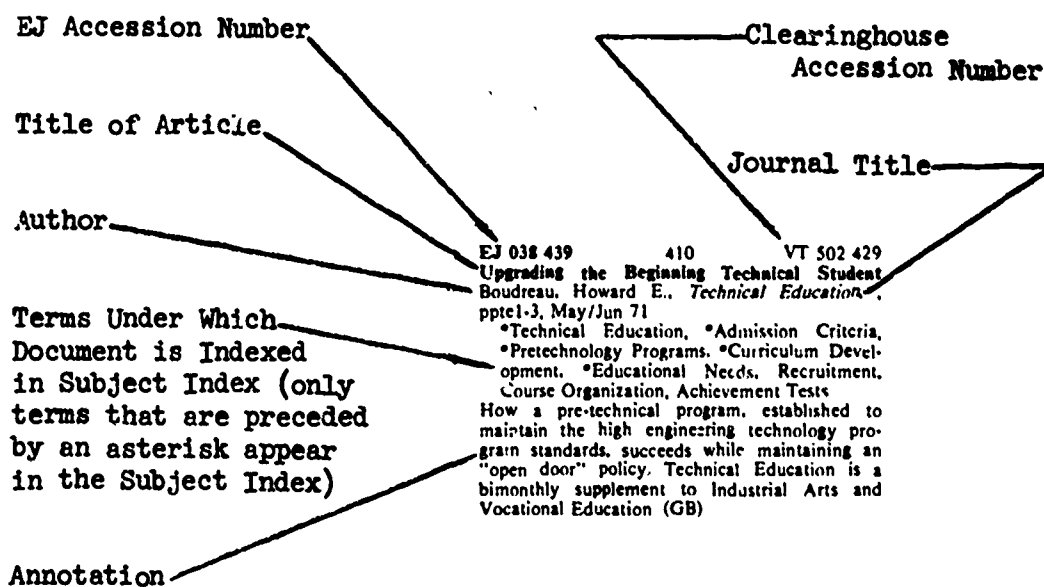 EJ Accession Number
Clearinghouse
Accession Number
Title of Article
Journal Title
Author
EJ 038 439 410 VT 502 429
Upgrading the Beginning Technical Student
Boudreau, Howard E., Technical Education,
ppte1-3, May/Jun 71
*Technical Education, *Admission Criteria,
*Pretechnology Programs, *Curriculum Devel-
opment, *Educational Needs, Recruitment,
Course Organization, Achievement Tests
How a pre-technical program, established to
maintain the high engineering technology pro-
gram standards, succeeds while maintaining an
"open door" policy. Technical Education is a
bimonthly supplement to Industrial Arts and
Vocational Education (GB)
Terms Under Which
Document is Indexed
in Subject Index (only
terms that are preceded
by an asterisk appear
in the Subject Index)
Annotation